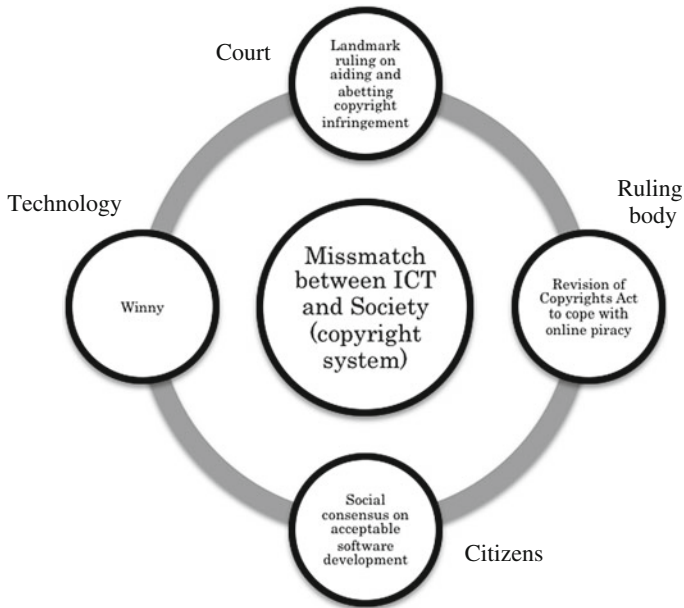 Court
Landmark
ruling on
aiding and
abetting
copyright
infringement
Technology
Winny
Missmatch
between ICT
and Society
(copyright
system)
Ruling
body
Revision of
Copyrights Act
to cope with
online piracy
Social
consensus on
acceptable
software
development
Citizens